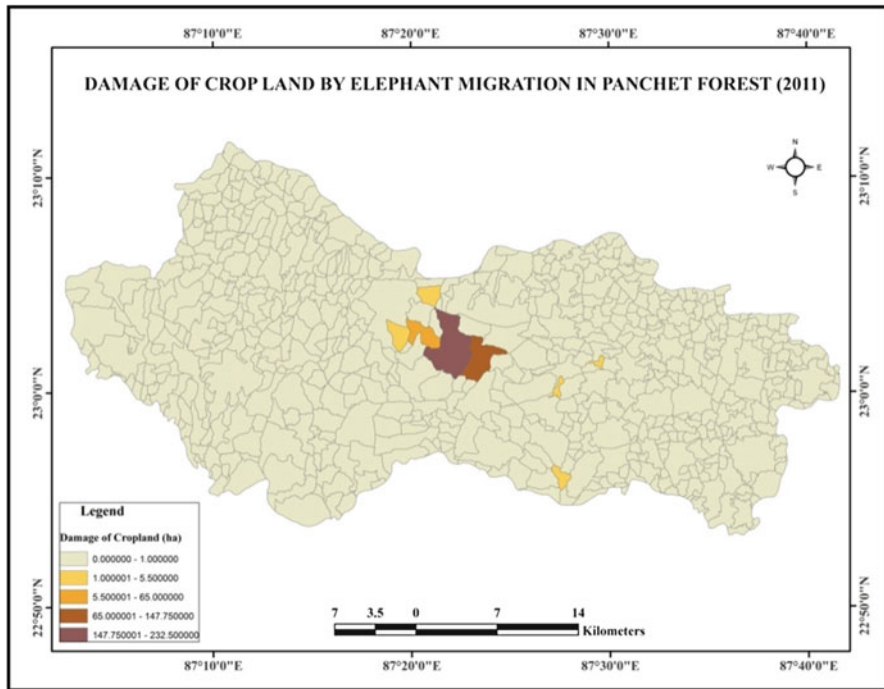 87°10'0"E 87°20'0"E 87°30'0"E 87°40'0"E
DAMAGE OF CROP LAND BY ELEPHANT MIGRATION IN PANCHET FOREST (2011)
N
W E
S
23°10'0"N 23°10'0"N
23°0'0"N 23°0'0"N
22°50'0"N 22°50'0"N
Legend
Damage of Cropland (ha)
0.000000 - 1.000000
1.000001 - 5.500000
5.500001 - 65.000000
65.000001 - 147.750000
147.750001 - 232.500000
7 3.5 0 7 14
Kilometers
87°10'0"E 87°20'0"E 87°30'0"E 87°40'0"E